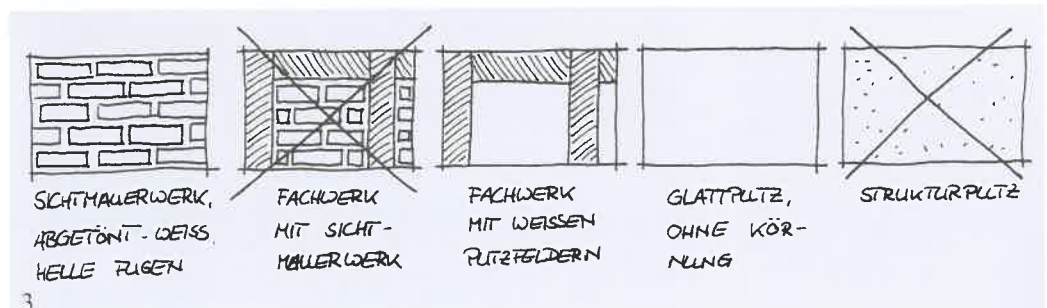 SICHTMAUERWERK,
ABGETÖNT-WEISS,
HELLE FUGEN
FACHWERK
MIT SICHT-
MAUERWERK
FACHWERK
MIT WEISSEN
PUTZFELDERN
GLATTPUTZ,
OHNE KÖR-
NUNG
STRUKTURPUTZ
3